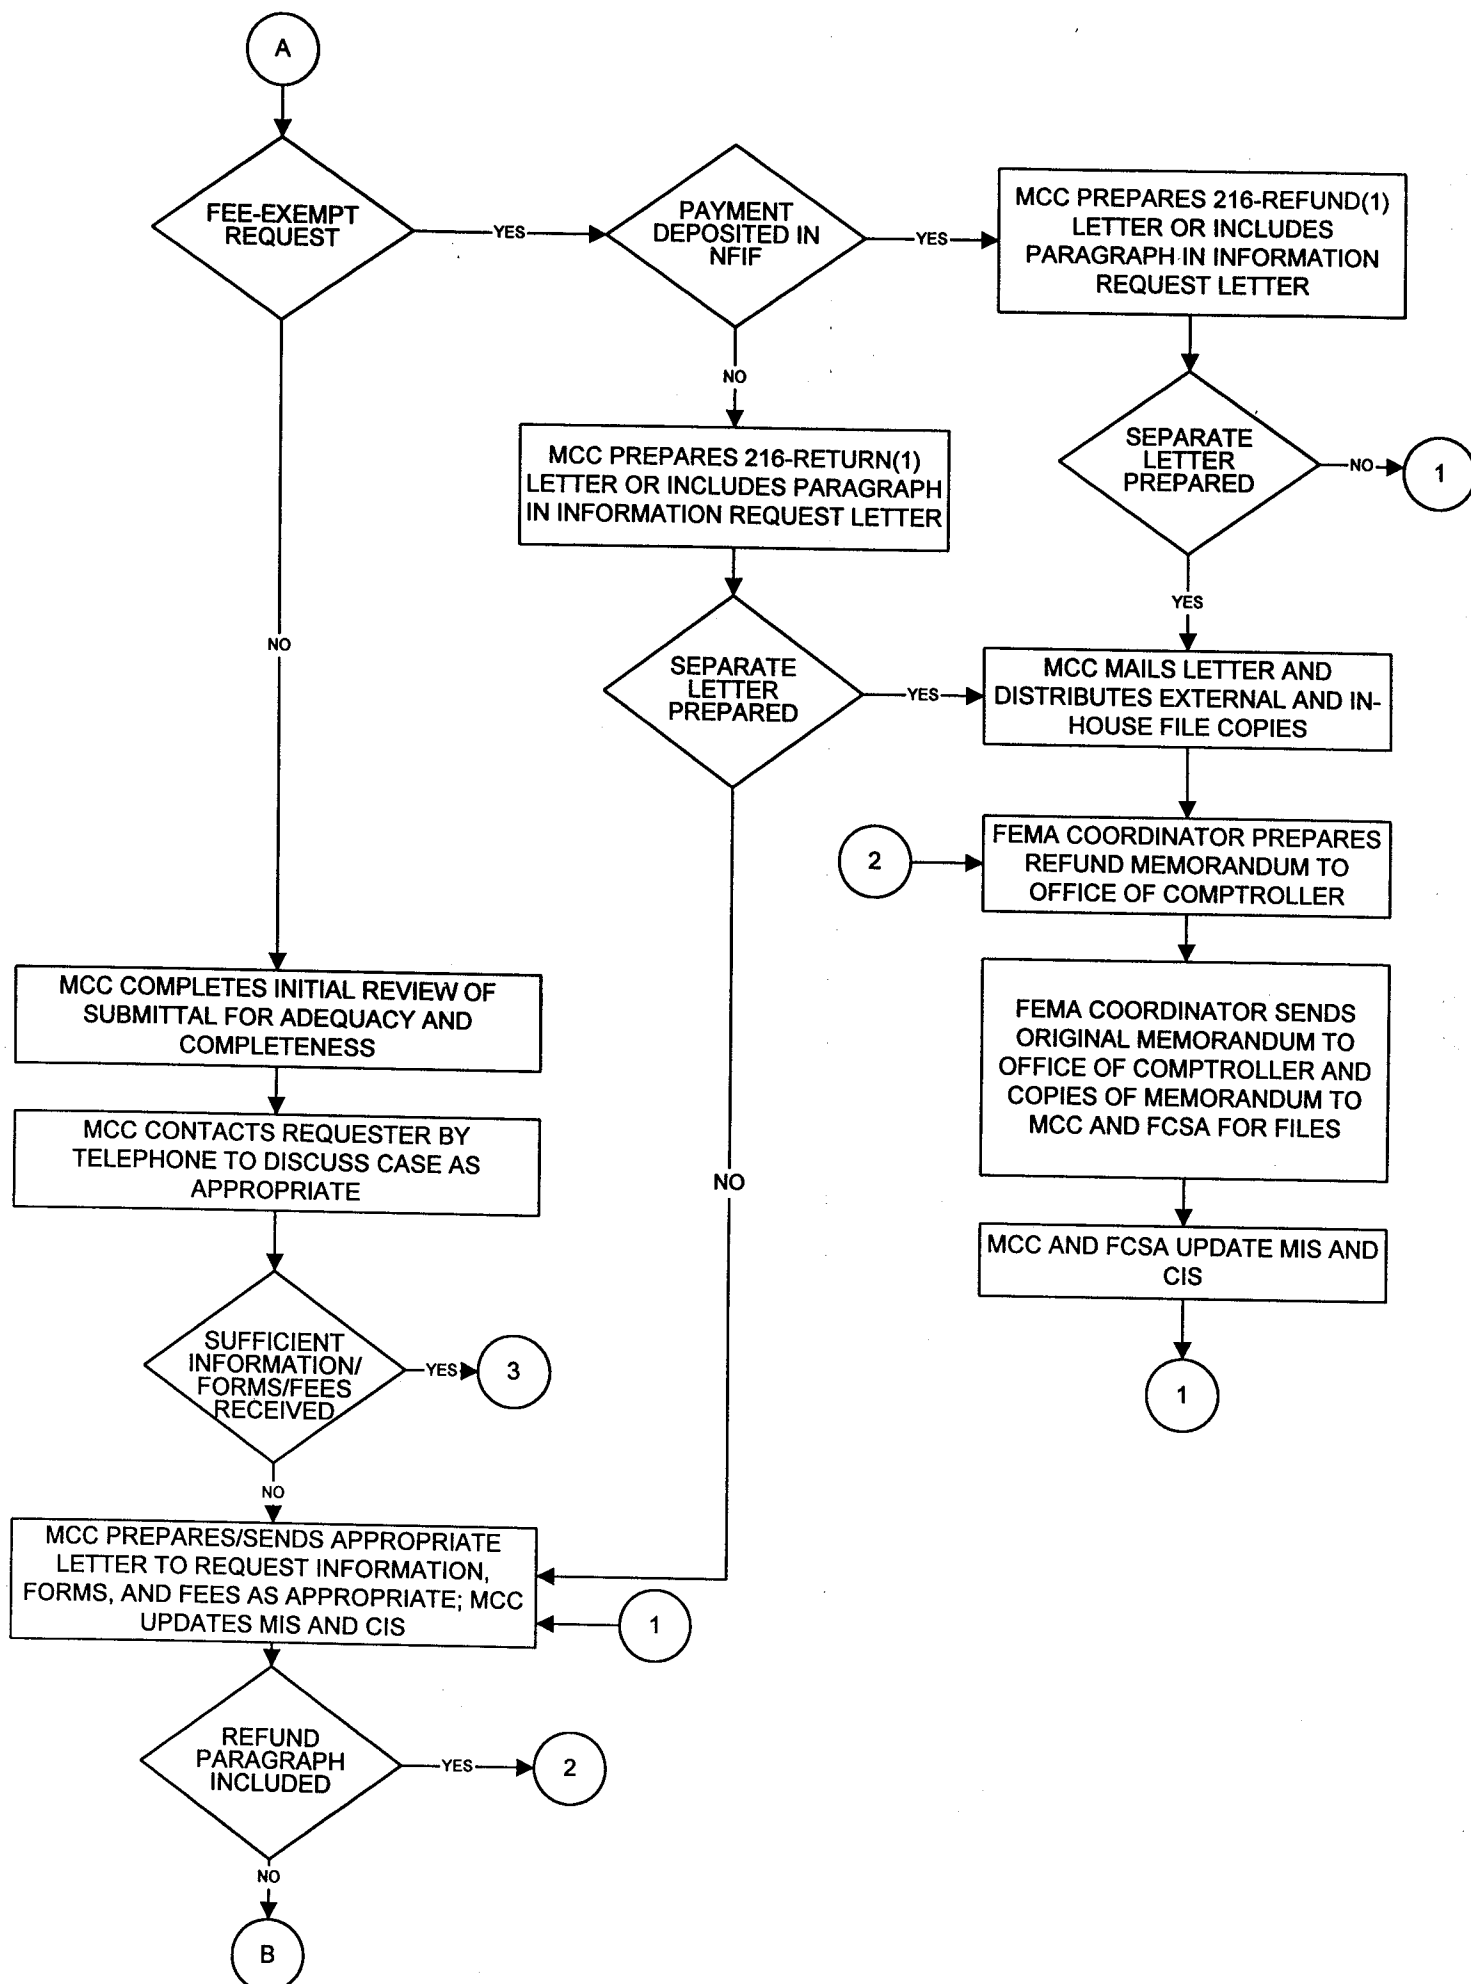 A
FEE-EXEMPT
REQUEST
YES
PAYMENT
DEPOSITED IN
NFIF
YES
MCC PREPARES 216-REFUND(1)
LETTER OR INCLUDES
PARAGRAPH IN INFORMATION
REQUEST LETTER
NO
MCC PREPARES 216-RETURN(1)
LETTER OR INCLUDES PARAGRAPH
IN INFORMATION REQUEST LETTER
SEPARATE
LETTER
PREPARED
NO
1
YES
NO
SEPARATE
LETTER
PREPARED
YES
MCC MAILS LETTER AND
DISTRIBUTES EXTERNAL AND IN-
HOUSE FILE COPIES
2
FEMA COORDINATOR PREPARES
REFUND MEMORANDUM TO
OFFICE OF COMPTROLLER
MCC COMPLETES INITIAL REVIEW OF
SUBMITTAL FOR ADEQUACY AND
COMPLETENESS
FEMA COORDINATOR SENDS
ORIGINAL MEMORANDUM TO
OFFICE OF COMPTROLLER AND
COPIES OF MEMORANDUM TO
MCC AND FCSA FOR FILES
MCC CONTACTS REQUESTER BY
TELEPHONE TO DISCUSS CASE AS
APPROPRIATE
NO
MCC AND FCSA UPDATE MIS AND
CIS
1
SUFFICIENT
INFORMATION/
FORMS/FEES
RECEIVED
YES
3
NO
MCC PREPARES/SENDS APPROPRIATE
LETTER TO REQUEST INFORMATION,
FORMS, AND FEES AS APPROPRIATE; MCC
UPDATES MIS AND CIS
1
REFUND
PARAGRAPH
INCLUDED
YES
2
NO
B